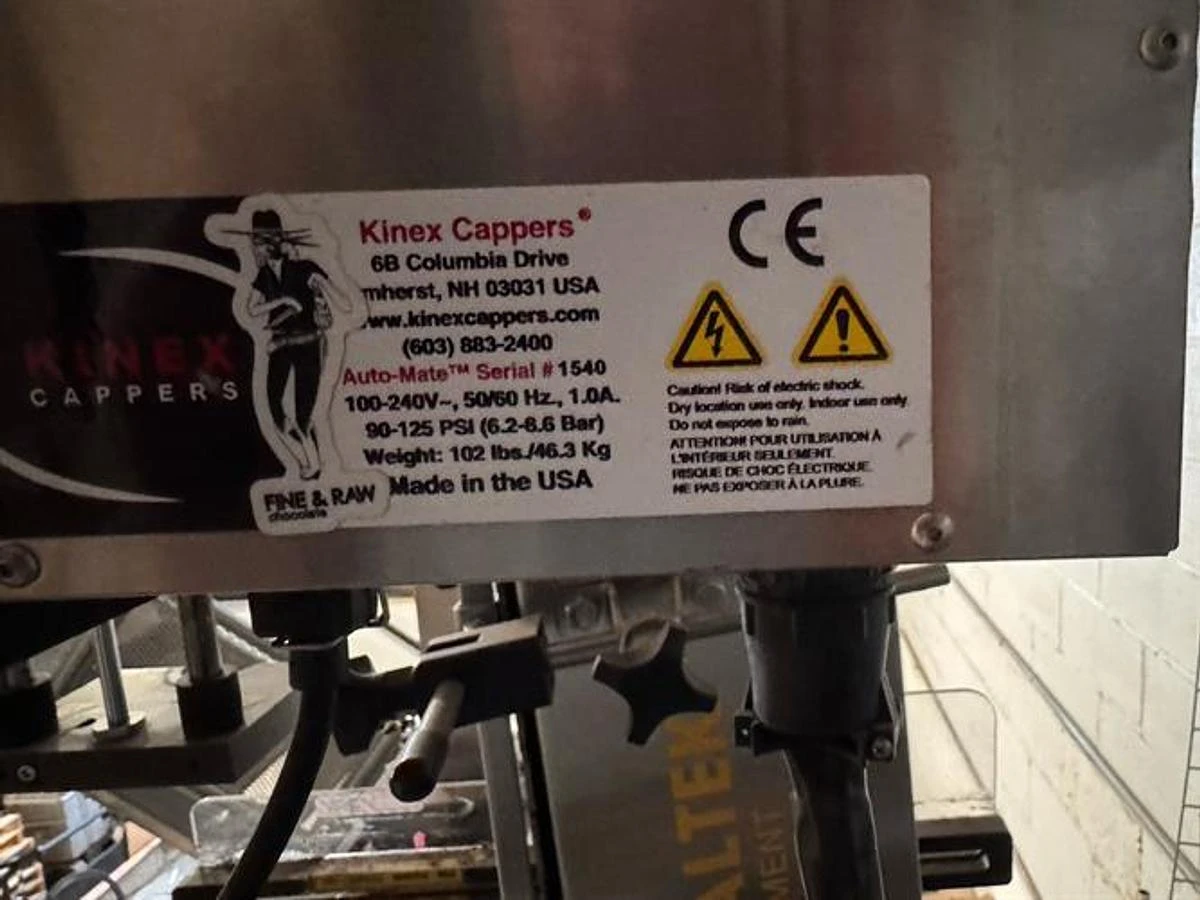 KINEX
CAPPERS
FINE & RAW
chocolate
Kinex Cappers®
6B Columbia Drive
mherst, NH 03031 USA
ww.kinexcappers.com
(603) 883-2400
Auto-Mate™ Serial # 1540
100-240V~, 50/60 Hz., 1.0A.
90-125 PSI (6.2-8.6 Bar)
Weight: 102 lbs./46.3 Kg
Made in the USA
CE
Caution! Risk of electric shock.
Dry location use only. Indoor use only.
Do not expose to rain.
ATTENTION! POUR UTILISATION À
L'INTÉRIEUR SEULEMENT.
RISQUE DE CHOC ÉLECTRIQUE.
NE PAS EXPOSER À LA PLUIRE.
ALTEK
MENT